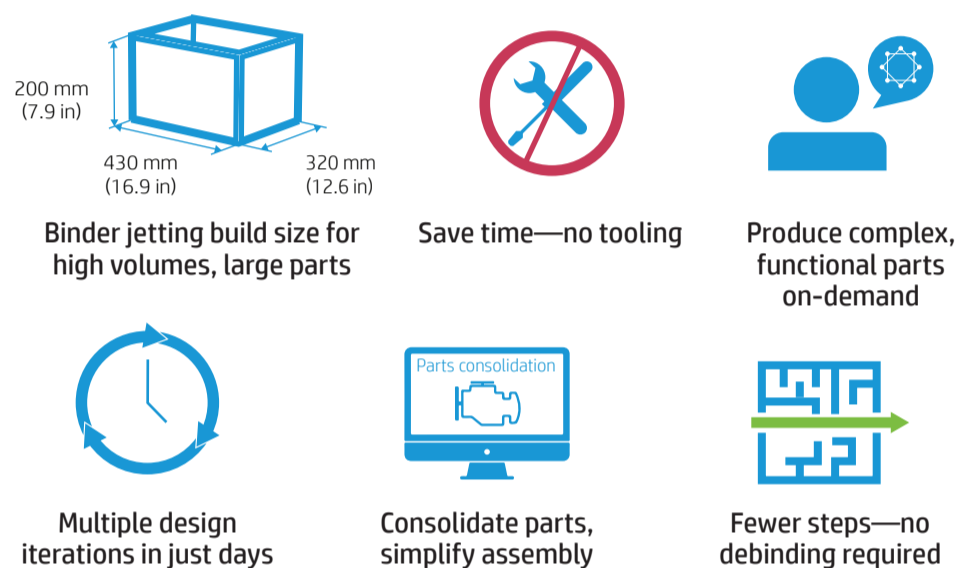 200 mm
(7.9 in)
430 mm
(16.9 in)
320 mm
(12.6 in)
Binder jetting build size for
high volumes, large parts
Save time—no tooling
Produce complex,
functional parts
on-demand
Multiple design
iterations in just days
Parts consolidation
Consolidate parts,
simplify assembly
Fewer steps—no
debinding required